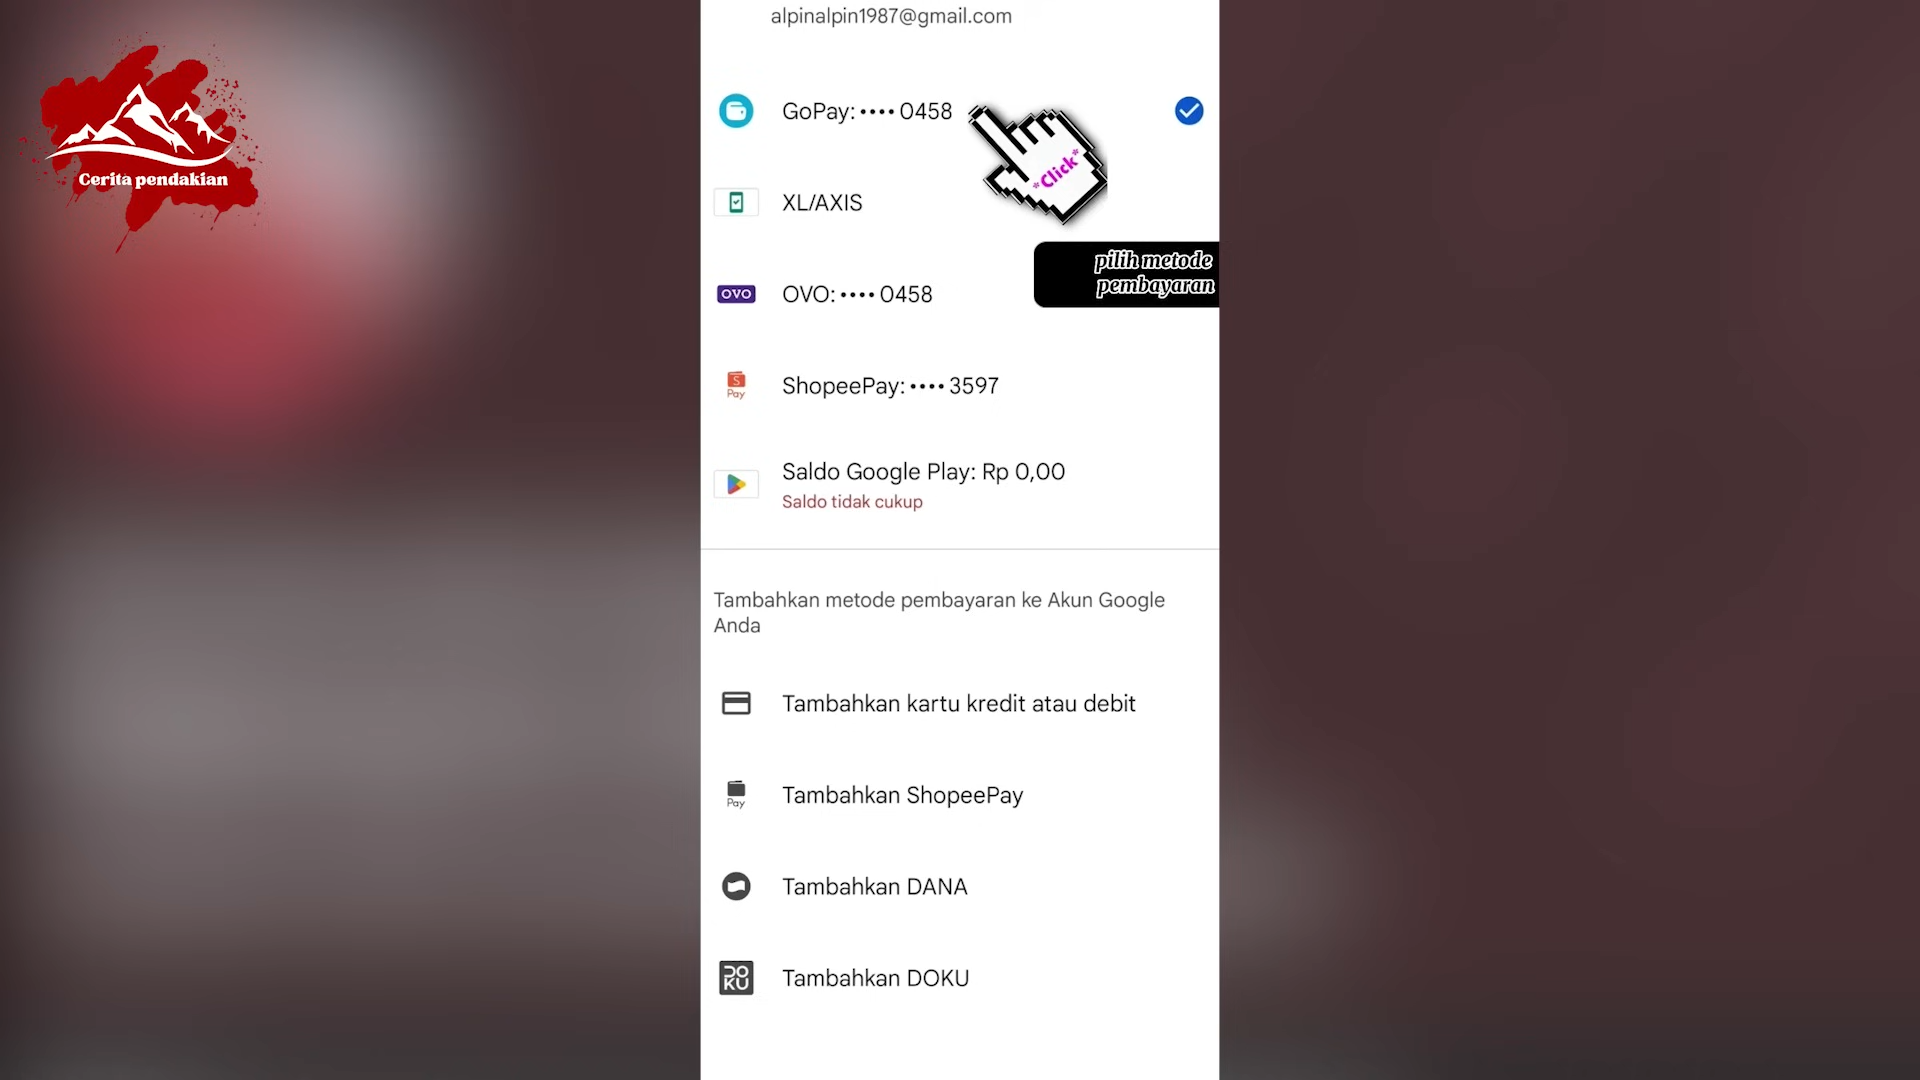 alpinalpin1987@gmail.com
Cerita pendakian
GoPay: •••• 0458
*Click*
XL/AXIS
pilih metode
pembayaran
OVO
OVO: •••• 0458
S
Pay
ShopeePay: •••• 3597
Saldo Google Play: Rp 0,00
Saldo tidak cukup
Tambahkan metode pembayaran ke Akun Google
Anda
Tambahkan kartu kredit atau debit
Pay
Tambahkan ShopeePay
Tambahkan DANA
DO
KU
Tambahkan DOKU